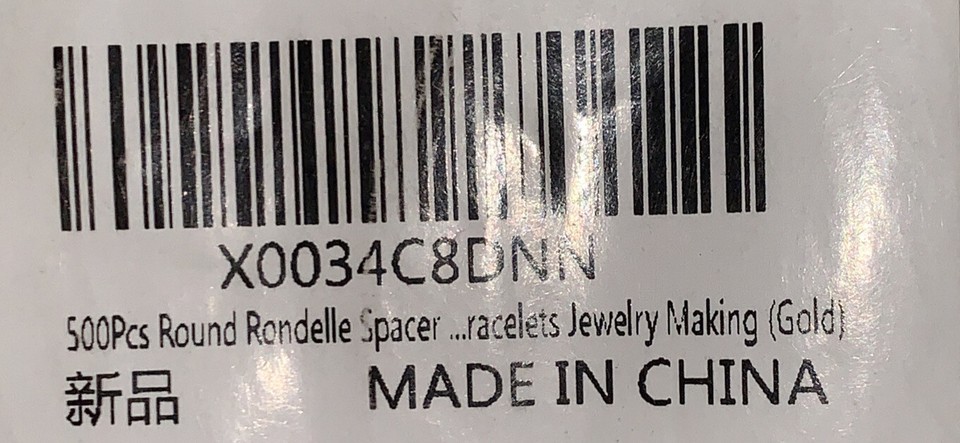 X0034C8DNN
500Pcs Round Rondelle Spacer ...racelets Jewelry Making (Gold)
新品 MADE IN CHINA